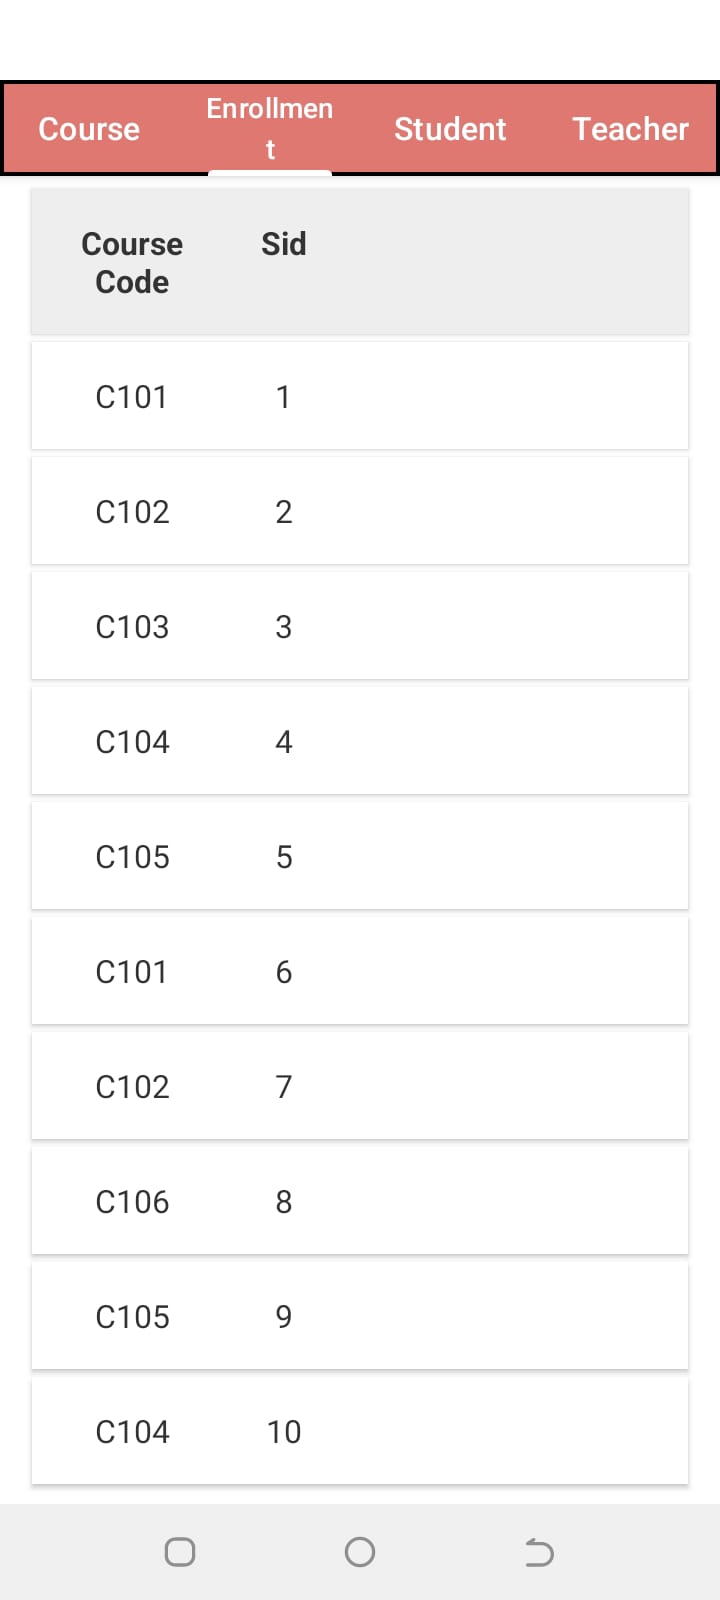 Course Enrollmen Student Teacher
t
Course Sid
Code
C101 1
C102 2
C103 3
C104 4
C105 5
C101 6
C102 7
C106 8
C105 9
C104 10